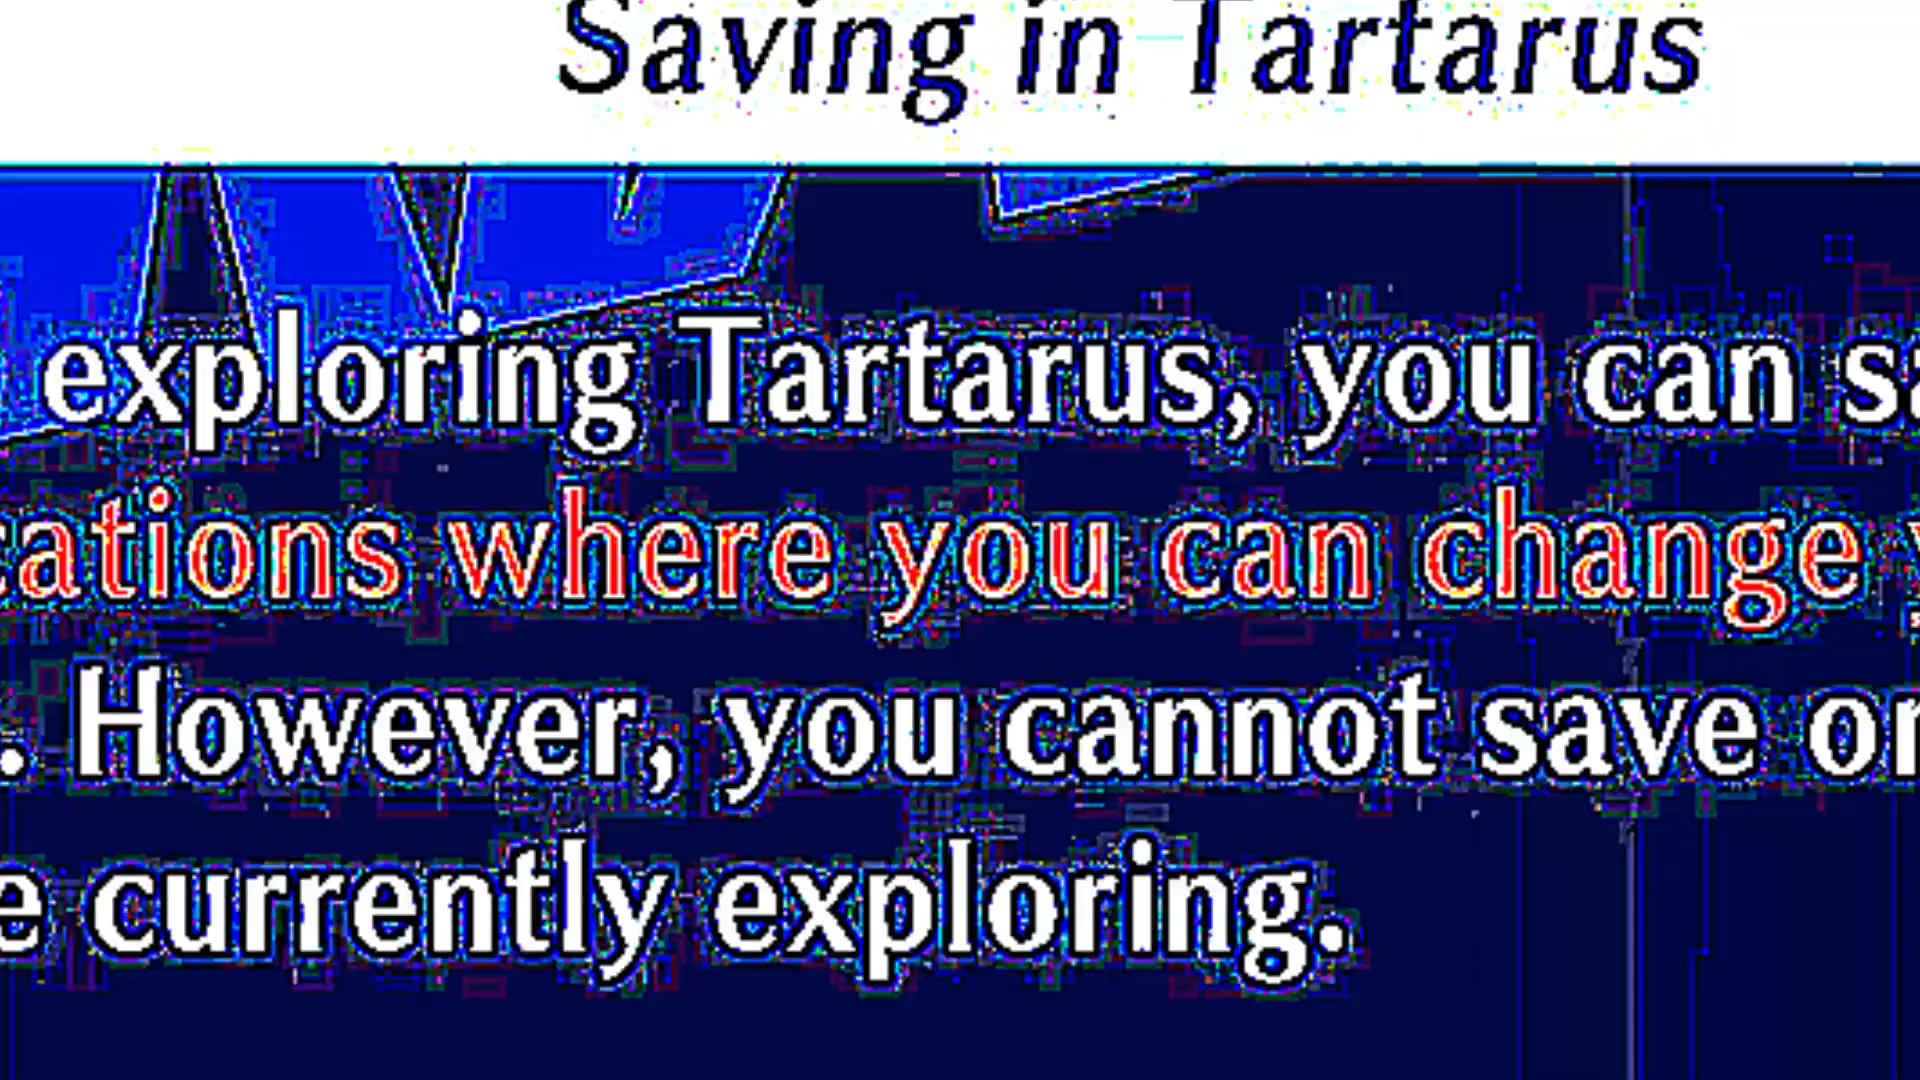 Saving in Tartarus
exploring Tartarus, you can sa
cations where you can change
. However, you cannot save or
e currently exploring.